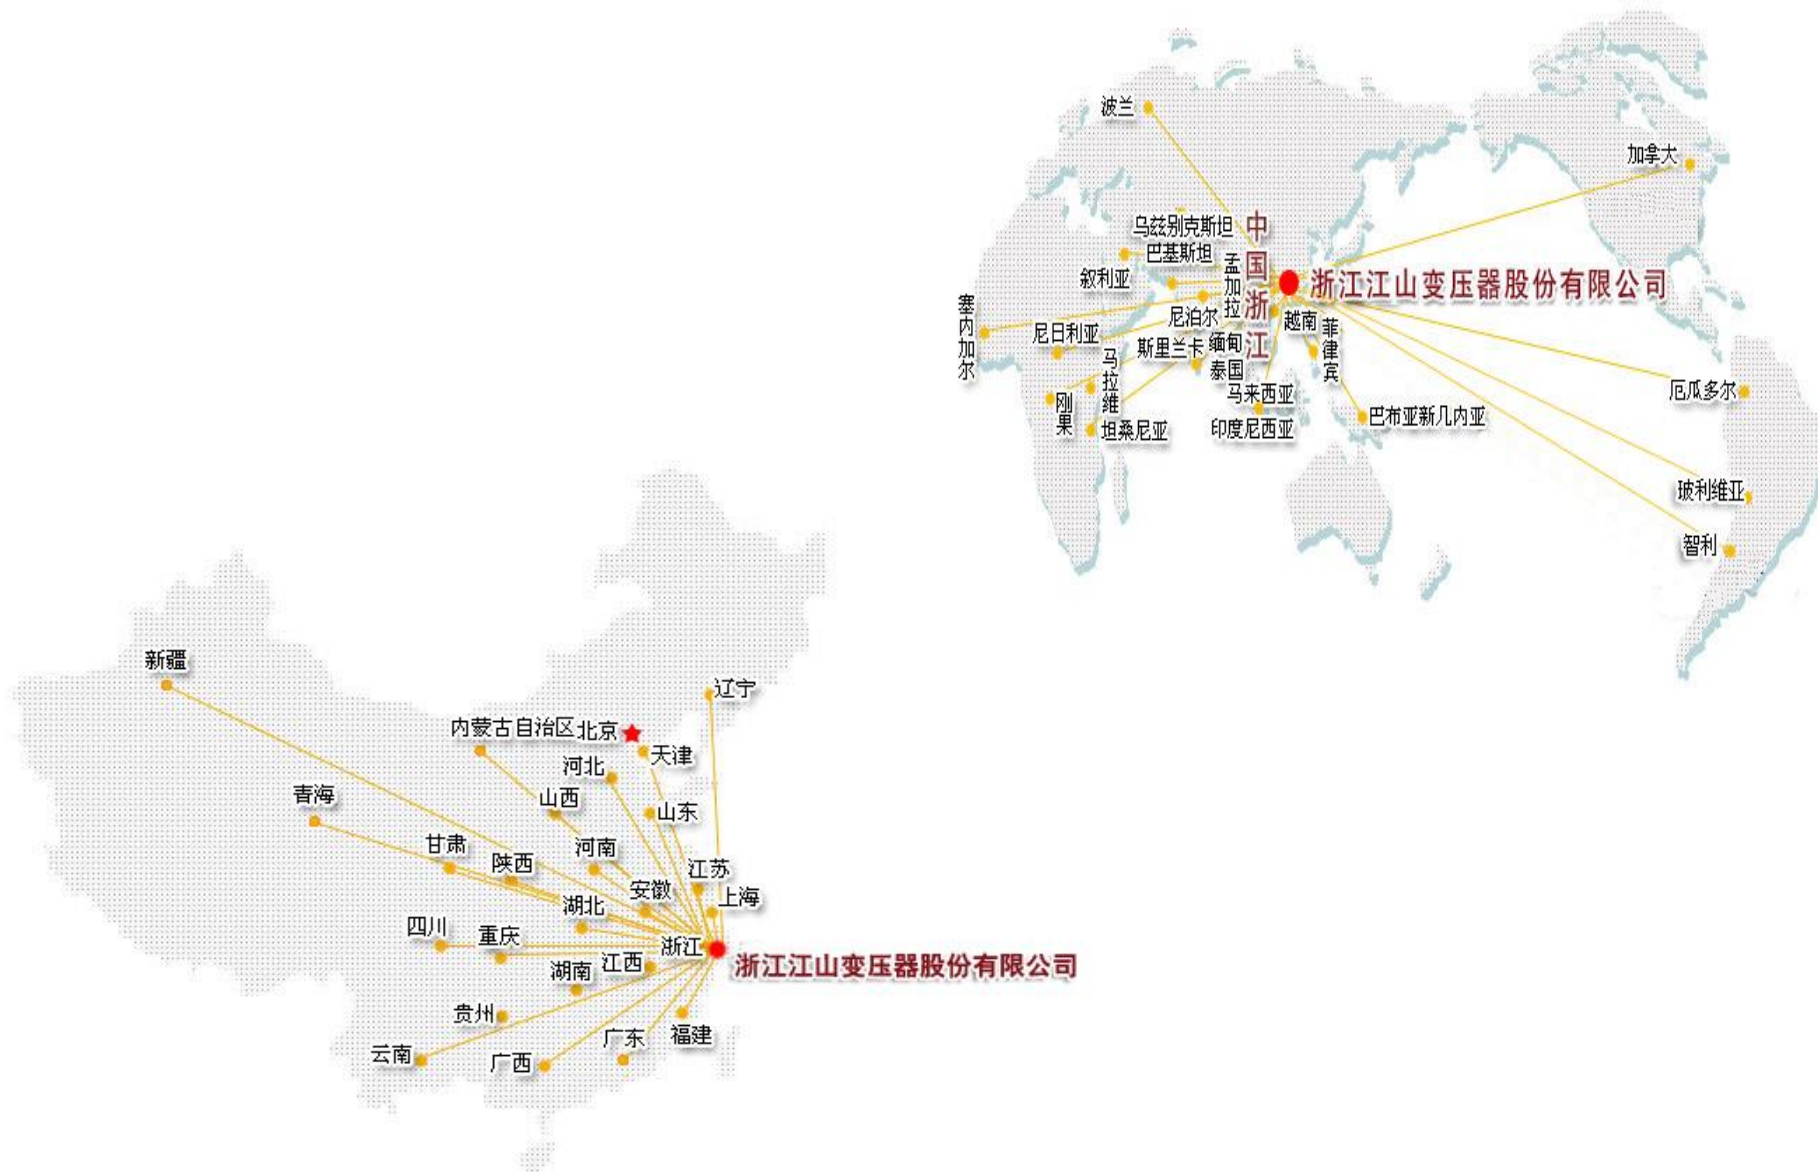 波兰
加拿大
乌兹别克斯坦
巴基斯坦
叙利亚
孟加拉
中国浙江
浙江江山变压器股份有限公司
塞内加尔
尼日利亚
尼泊尔
越南
菲律宾
斯里兰卡
缅甸
泰国
马拉维
刚果
马来西亚
厄瓜多尔
坦桑尼亚
印度尼西亚
巴布亚新几内亚
玻利维亚
智利
新疆
辽宁
内蒙古自治区
北京
天津
河北
青海
山西
山东
甘肃
陕西
河南
江苏
安徽
上海
湖北
四川
重庆
浙江
江西
浙江江山变压器股份有限公司
湖南
贵州
福建
广东
云南
广西